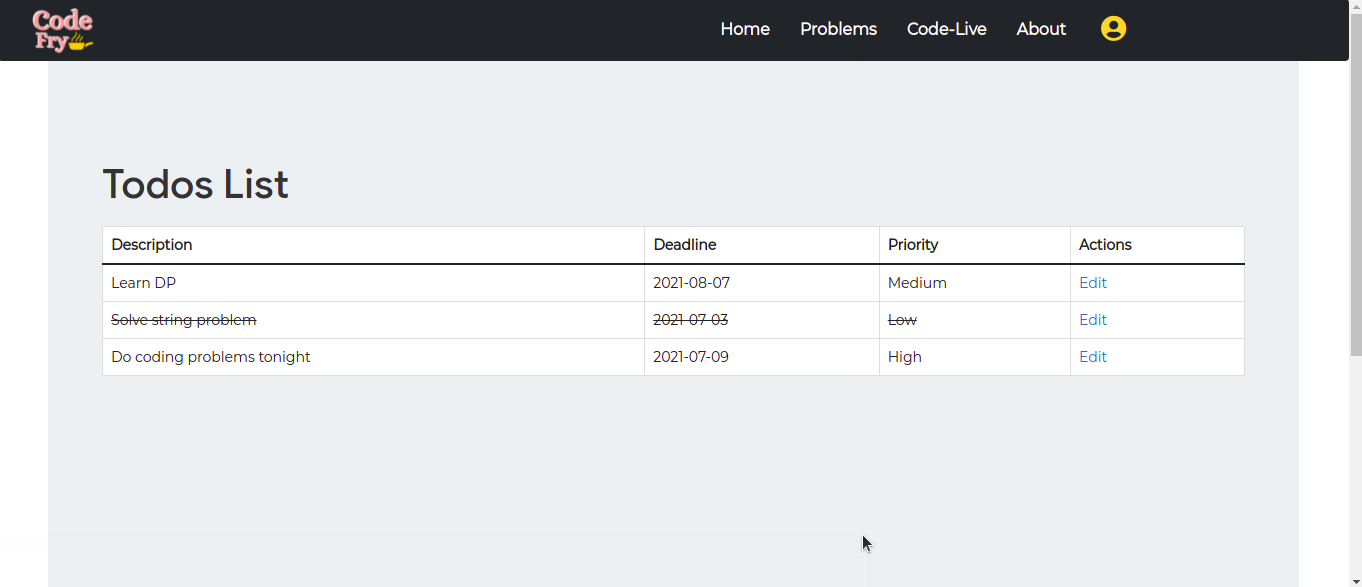 Code
Fry
Home Problems Code-Live About
Todos List
Description Deadline Priority Actions
Learn DP 2021-08-07 Medium Edit
Solve string problem 2021-07-03 Low Edit
Do coding problems tonight 2021-07-09 High Edit